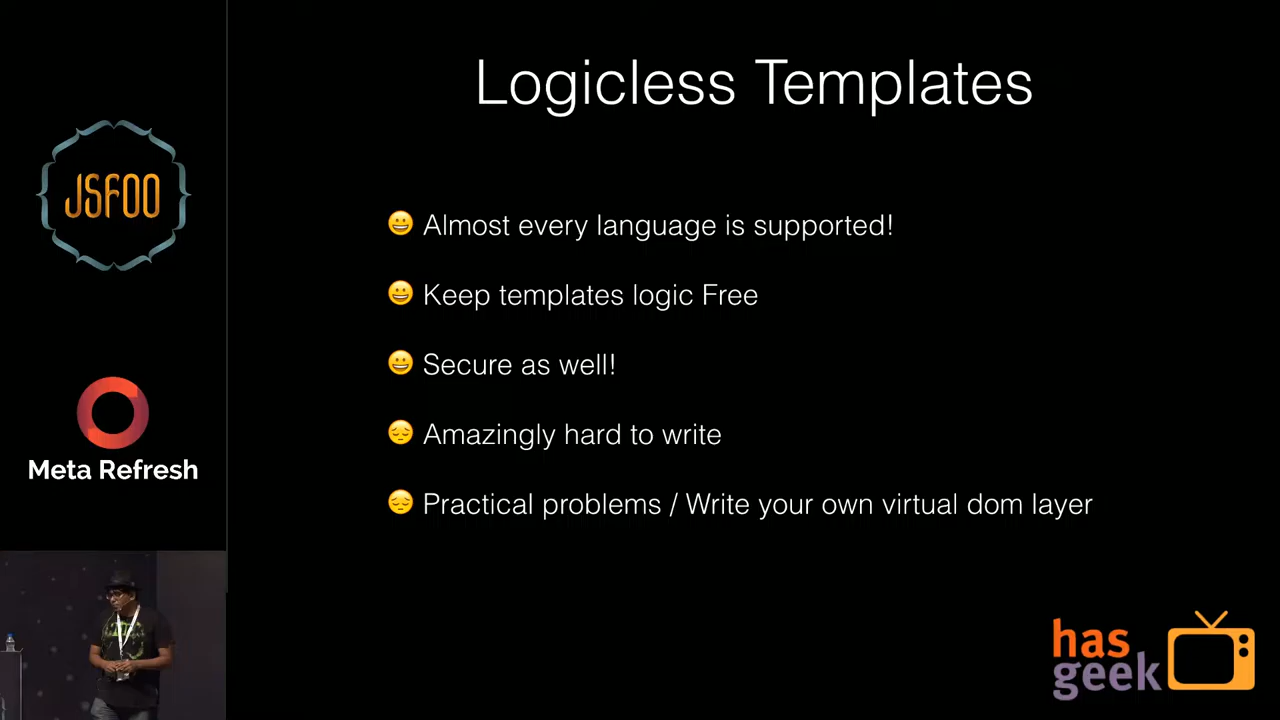 Logicless Templates
JSFOO
😀 Almost every language is supported!
😀 Keep templates logic Free
😀 Secure as well!
😔 Amazingly hard to write
😔 Practical problems / Write your own virtual dom layer
Meta Refresh
has
geek